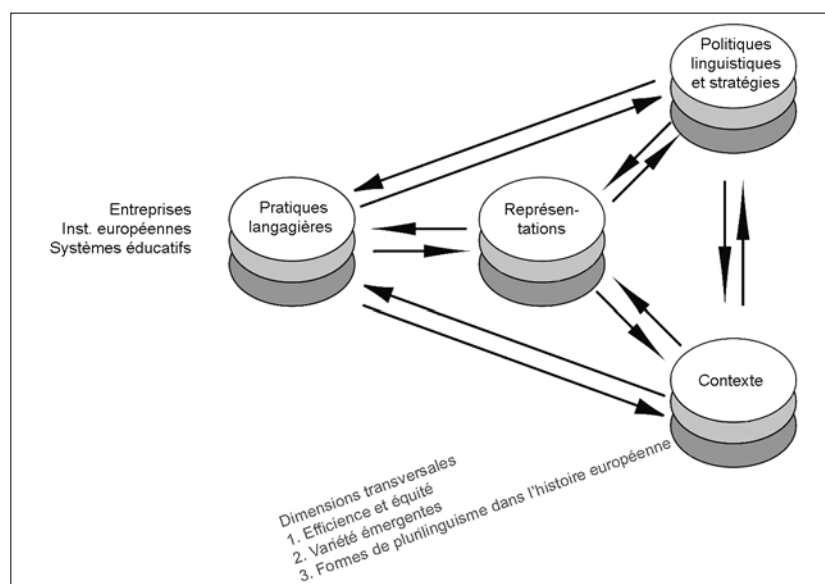 Politiques
linguistiques
et stratégies
Entreprises
Inst. européennes
Systèmes éducatifs
Pratiques
langagières
Représen-
tations
Contexte
Dimensions transversales
1. Efficience et équité
2. Variété émergentes
3. Formes de plurilinguisme dans l'histoire européenne